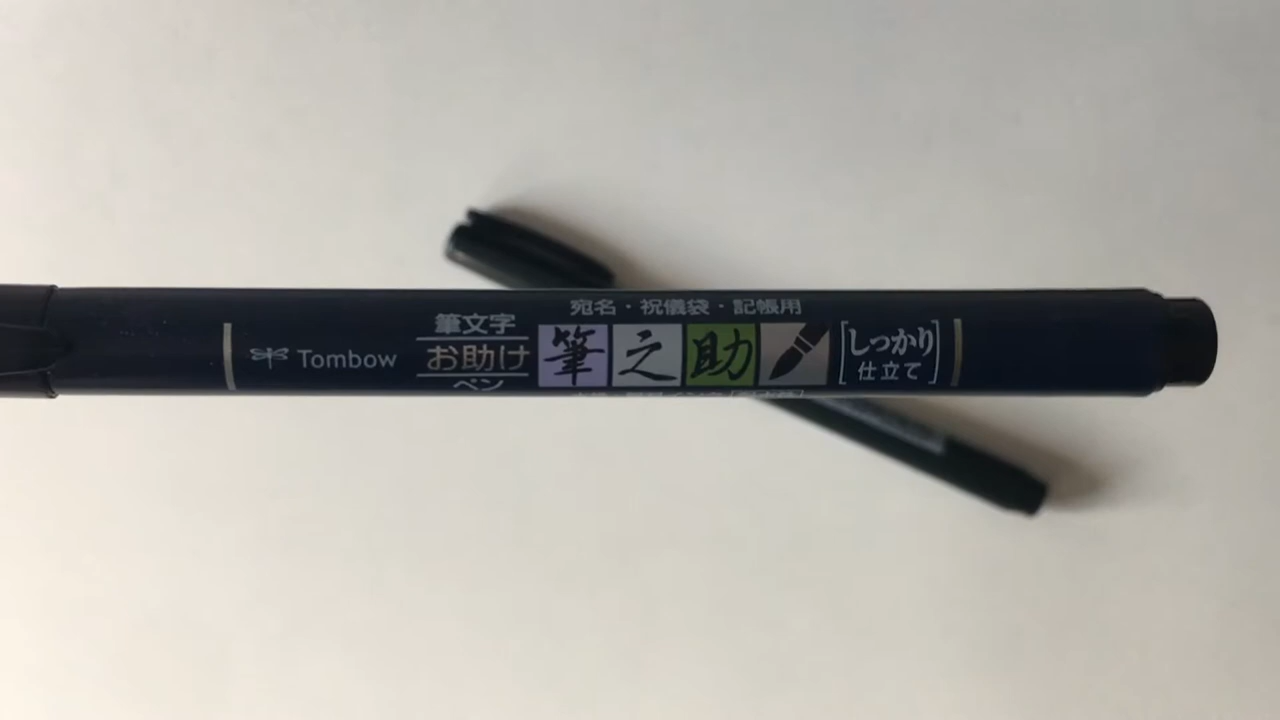 Tombow
筆文字
お助け
ペン
宛名・祝儀袋・記帳用
筆之助
しっかり
仕立て